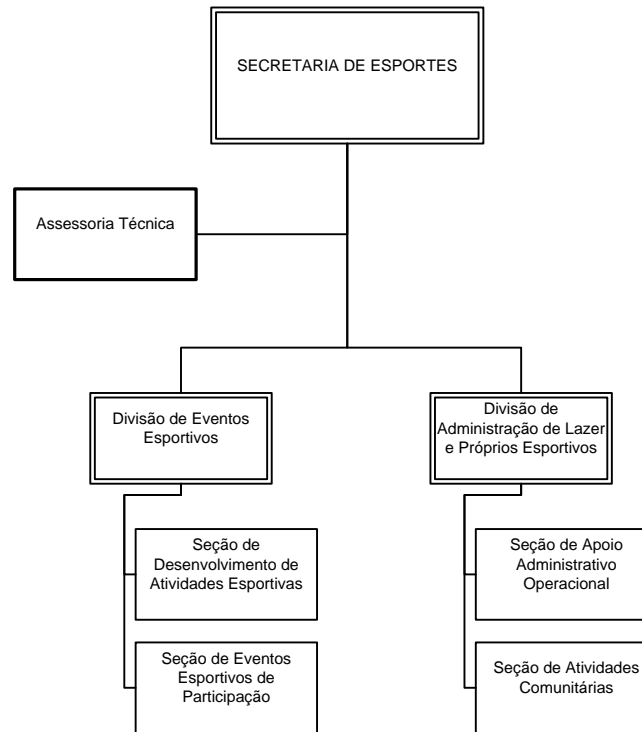 SECRETARIA DE ESPORTES
Assessoria Técnica
Divisão de Eventos
Esportivos
Divisão de
Administração de Lazer
e Próprios Esportivos
Seção de
Desenvolvimento de
Atividades Esportivas
Seção de Apoio
Administrativo
Operacional
Seção de Eventos
Esportivos de
Participação
Seção de Atividades
Comunitárias